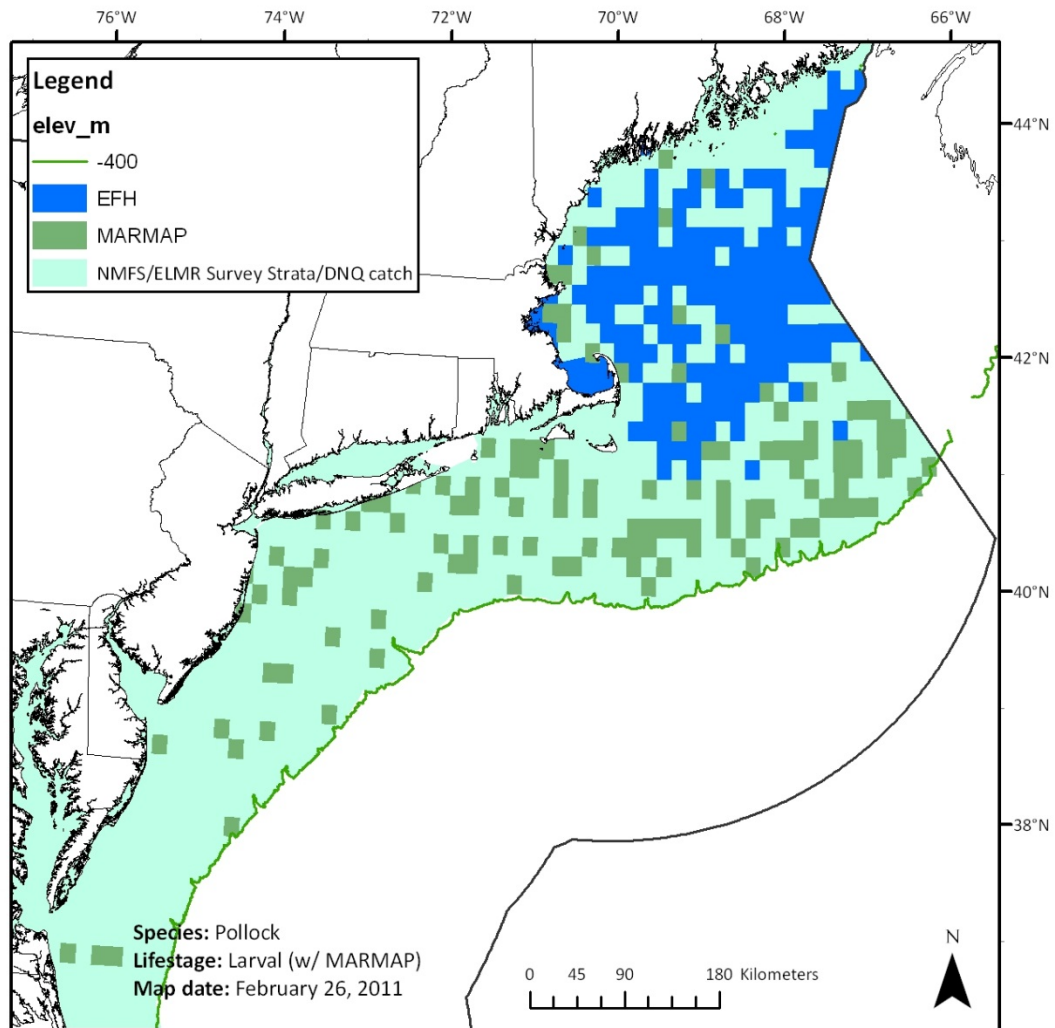 76°W 74°W 72°W 70°W 68°W 66°W
Legend
elev_m
-400
EFH
MARMAP
NMFS/ELMR Survey Strata/DNQ catch
44°N
42°N
40°N
38°N
Species: Pollock
Lifestage: Larval (w/ MARMAP)
Map date: February 26, 2011
0 45 90 180 Kilometers
N